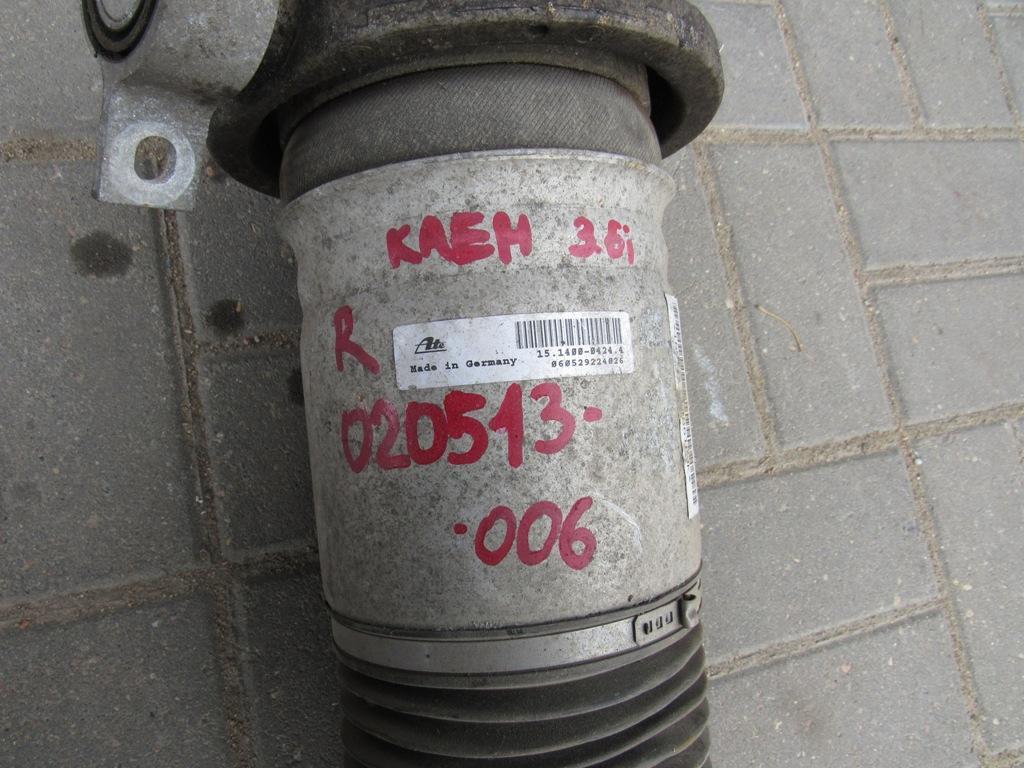 КАЕН 3.6i
R
Ate
15.1400-0424.4
Made in Germany 060529224026
020513-
-006